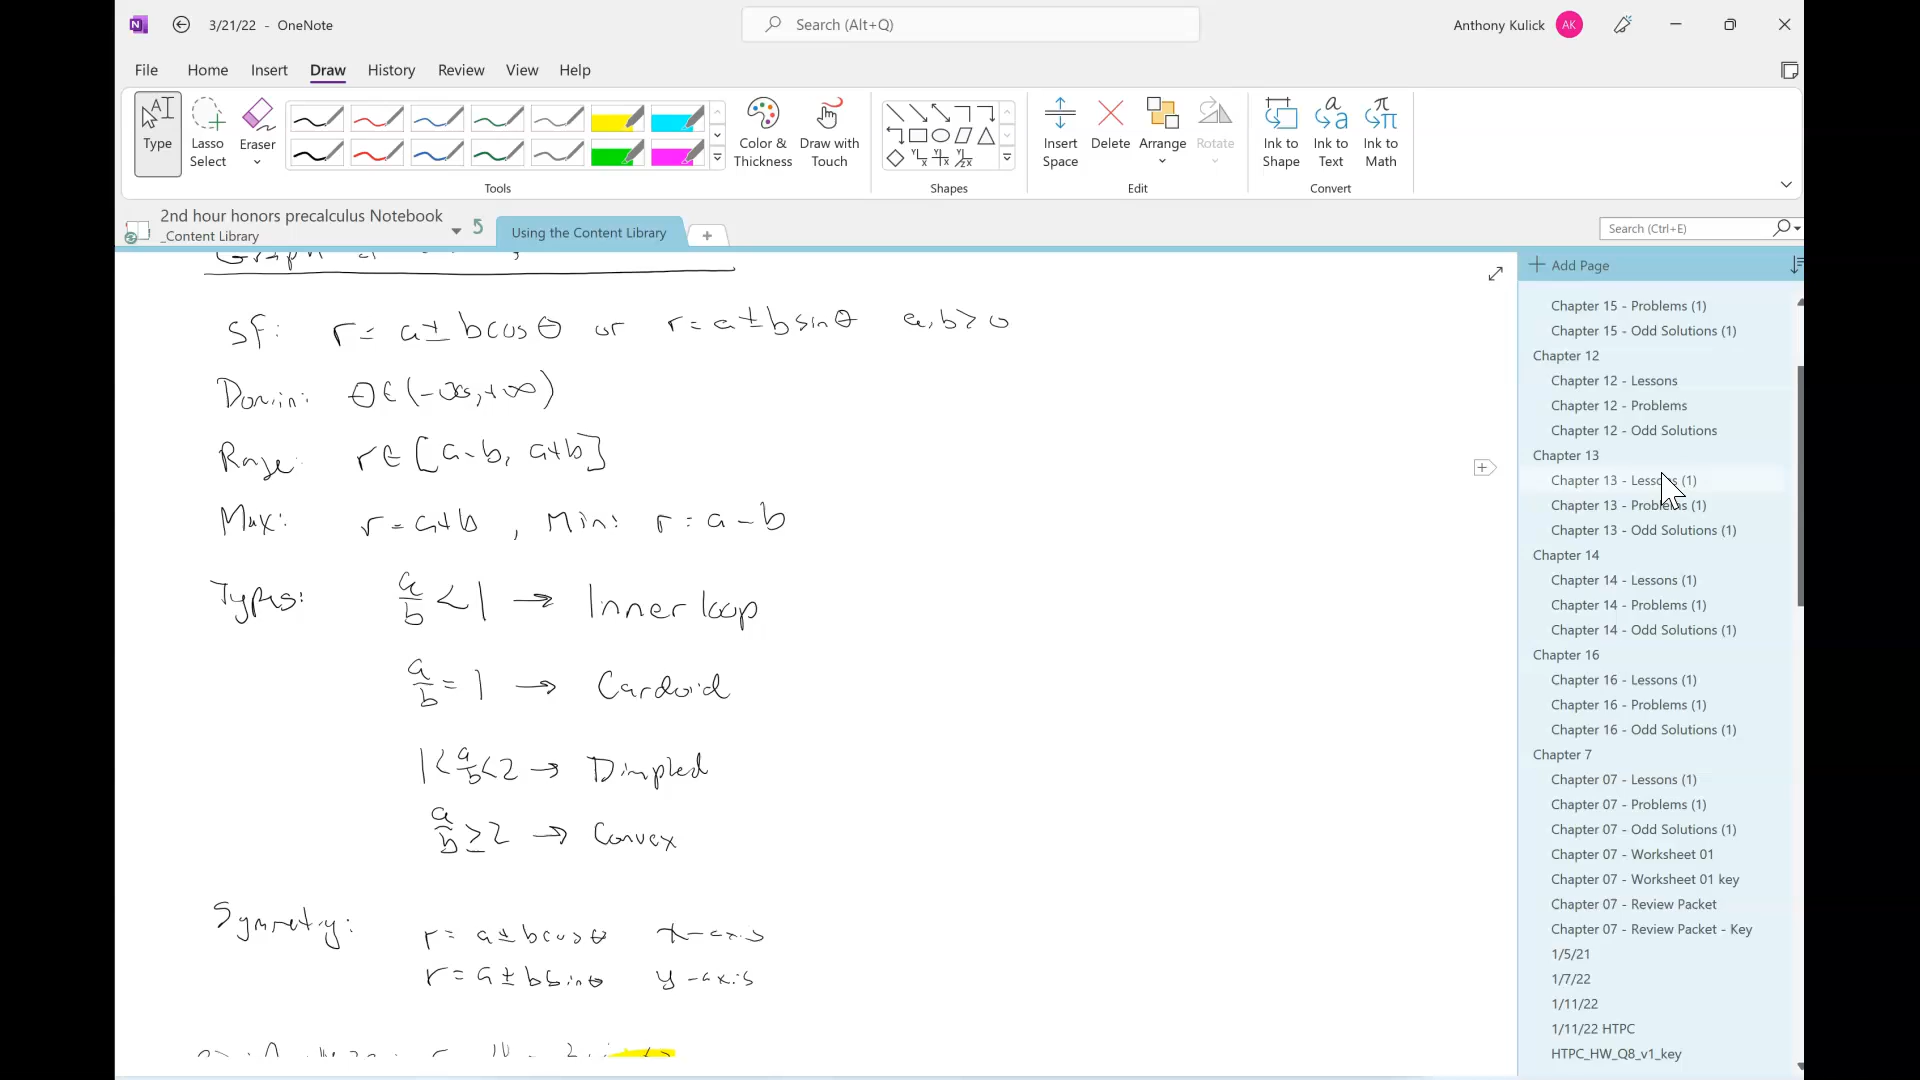 3/21/22 - OneNote
Search (Alt+Q)
Anthony Kulick AK
File Home Insert Draw History Review View Help
Type
Lasso Select
Eraser
Color & Thickness
Draw with Touch
Insert Space
Delete
Arrange
Rotate
Ink to Shape
Ink to Text
Ink to Math
Tools Shapes Edit Convert
2nd hour honors precalculus Notebook
_Content Library
Using the Content Library
Search (Ctrl+E)
SF: r = a ± b cos θ or r = a ± b sin θ a, b > 0
Domain: θ ∈ (-∞, +∞)
Range: r ∈ [a-b, a+b]
Max: r = a+b , Min: r = a - b
Types: a/b < 1 → Inner loop
a/b = 1 → Cardoid
1 < a/b < 2 → Dimpled
a/b ≥ 2 → Convex
Symmetry: r = a ± b cos θ x-axis
r = a ± b sin θ y-axis
Add Page
Chapter 15 - Problems (1)
Chapter 15 - Odd Solutions (1)
Chapter 12
Chapter 12 - Lessons
Chapter 12 - Problems
Chapter 12 - Odd Solutions
Chapter 13
Chapter 13 - Lessons (1)
Chapter 13 - Problems (1)
Chapter 13 - Odd Solutions (1)
Chapter 14
Chapter 14 - Lessons (1)
Chapter 14 - Problems (1)
Chapter 14 - Odd Solutions (1)
Chapter 16
Chapter 16 - Lessons (1)
Chapter 16 - Problems (1)
Chapter 16 - Odd Solutions (1)
Chapter 7
Chapter 07 - Lessons (1)
Chapter 07 - Problems (1)
Chapter 07 - Odd Solutions (1)
Chapter 07 - Worksheet 01
Chapter 07 - Worksheet 01 key
Chapter 07 - Review Packet
Chapter 07 - Review Packet - Key
1/5/21
1/7/22
1/11/22
1/11/22 HTPC
HTPC_HW_Q8_v1_key